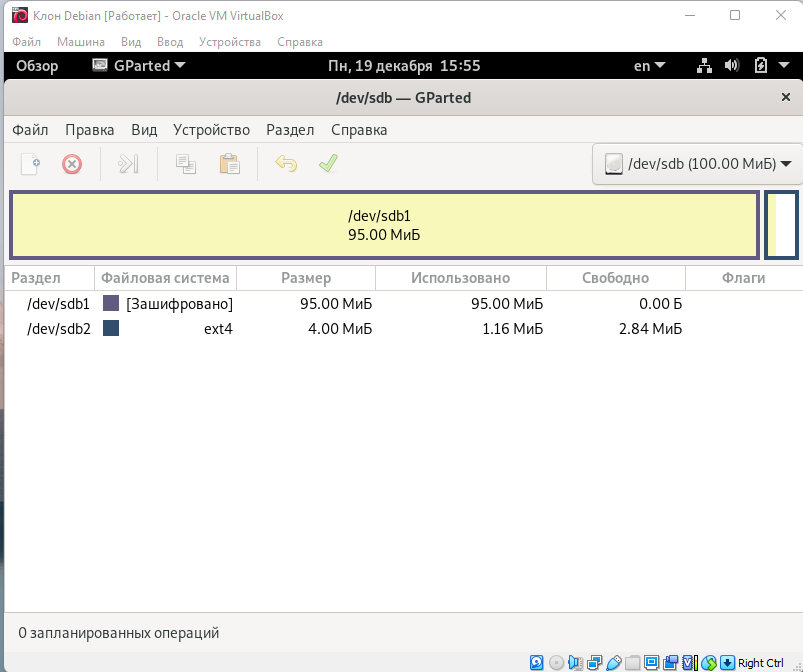 Клон Debian [Работает] - Oracle VM VirtualBox
Файл Машина Вид Ввод Устройства Справка
Обзор GParted Пн, 19 декабря 15:55 en
/dev/sdb — GParted
Файл Правка Вид Устройство Раздел Справка
/dev/sdb (100.00 МиБ)
/dev/sdb1
95.00 МиБ
Раздел Файловая система Размер Использовано Свободно Флаги
/dev/sdb1 [Зашифровано] 95.00 МиБ 95.00 МиБ 0.00 Б
/dev/sdb2 ext4 4.00 МиБ 1.16 МиБ 2.84 МиБ
0 запланированных операций
Right Ctrl